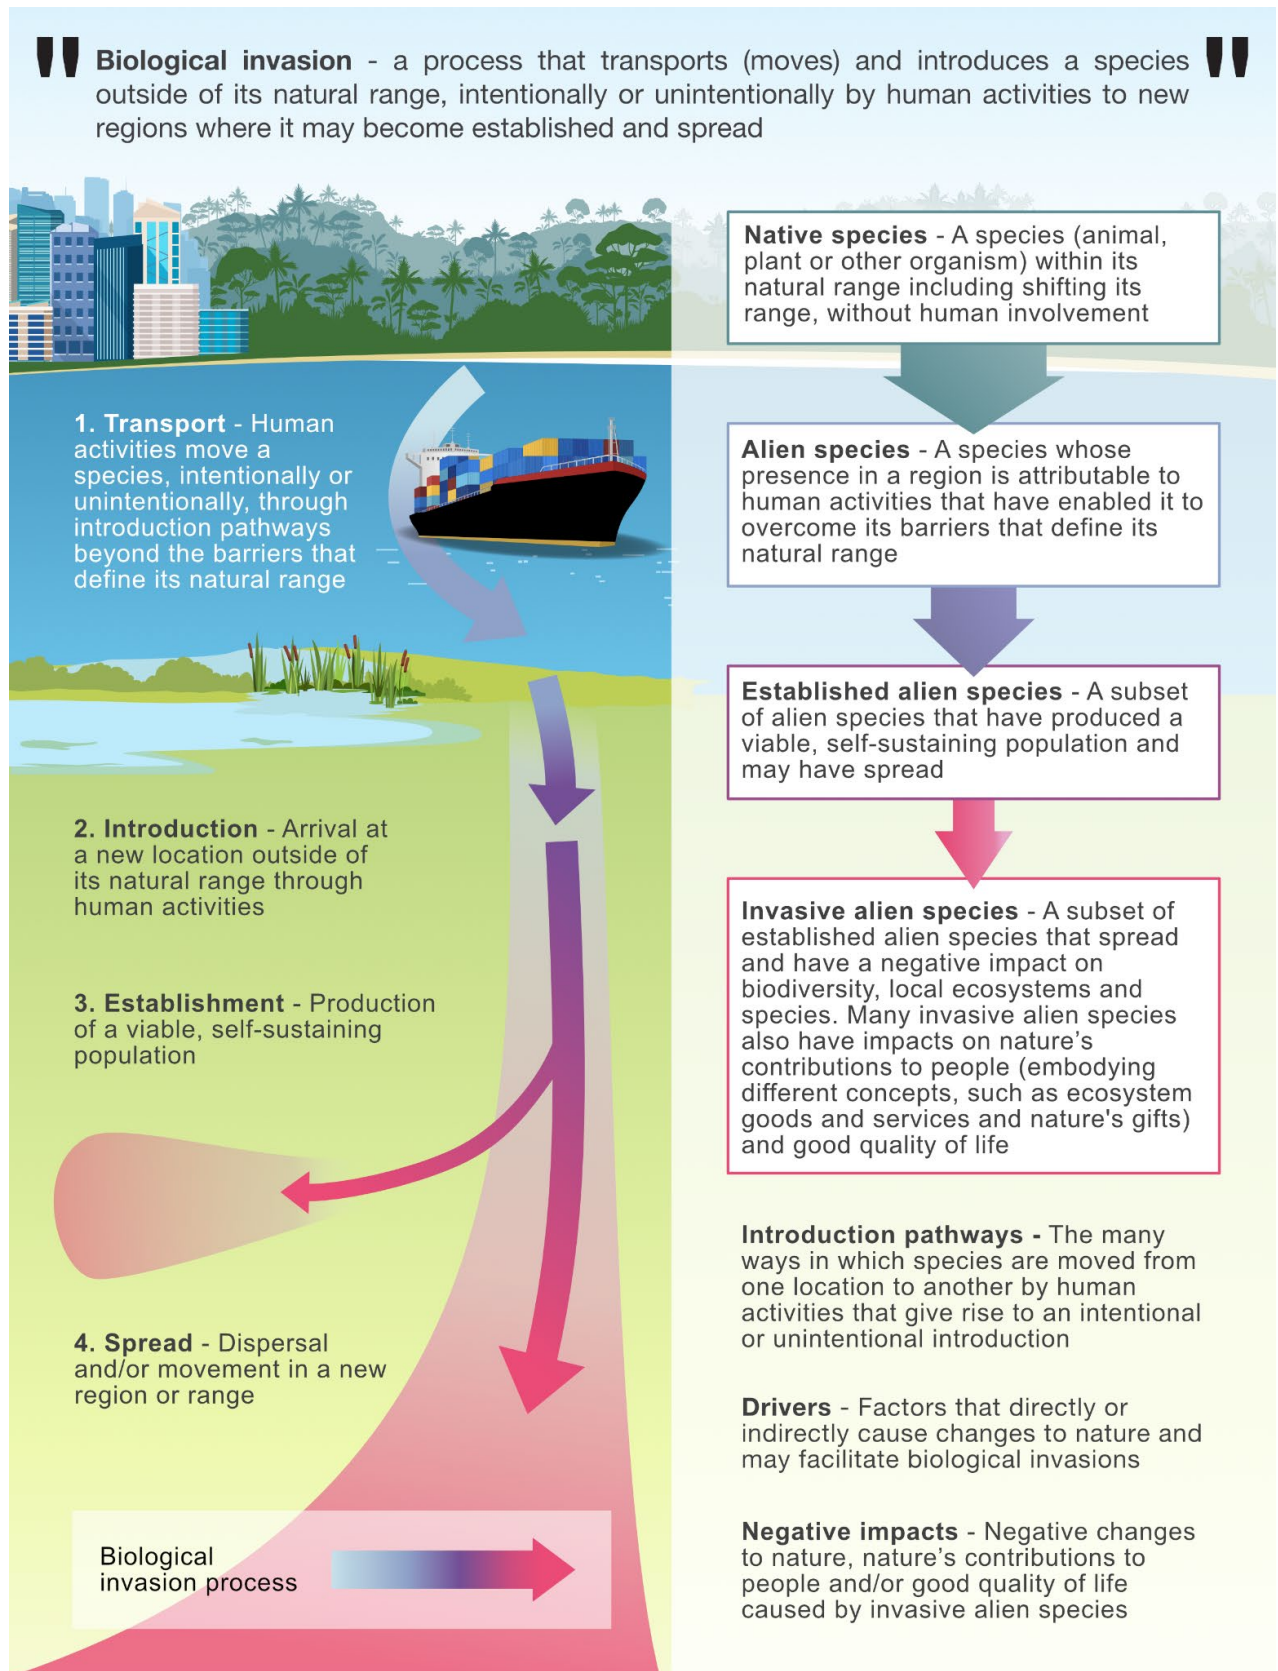 " Biological invasion - a process that transports (moves) and introduces a species "
outside of its natural range, intentionally or unintentionally by human activities to new
regions where it may become established and spread
Native species - A species (animal,
plant or other organism) within its
natural range including shifting its
range, without human involvement
1. Transport - Human
activities move a
species, intentionally or
unintentionally, through
introduction pathways
beyond the barriers that
define its natural range
Alien species - A species whose
presence in a region is attributable to
human activities that have enabled it to
overcome its barriers that define its
natural range
Established alien species - A subset
of alien species that have produced a
viable, self-sustaining population and
may have spread
2. Introduction - Arrival at
a new location outside of
its natural range through
human activities
3. Establishment - Production
of a viable, self-sustaining
population
Invasive alien species - A subset of
established alien species that spread
and have a negative impact on
biodiversity, local ecosystems and
species. Many invasive alien species
also have impacts on nature’s
contributions to people (embodying
different concepts, such as ecosystem
goods and services and nature's gifts)
and good quality of life
4. Spread - Dispersal
and/or movement in a new
region or range
Introduction pathways - The many
ways in which species are moved from
one location to another by human
activities that give rise to an intentional
or unintentional introduction
Drivers - Factors that directly or
indirectly cause changes to nature and
may facilitate biological invasions
Negative impacts - Negative changes
to nature, nature’s contributions to
people and/or good quality of life
caused by invasive alien species
Biological
invasion process